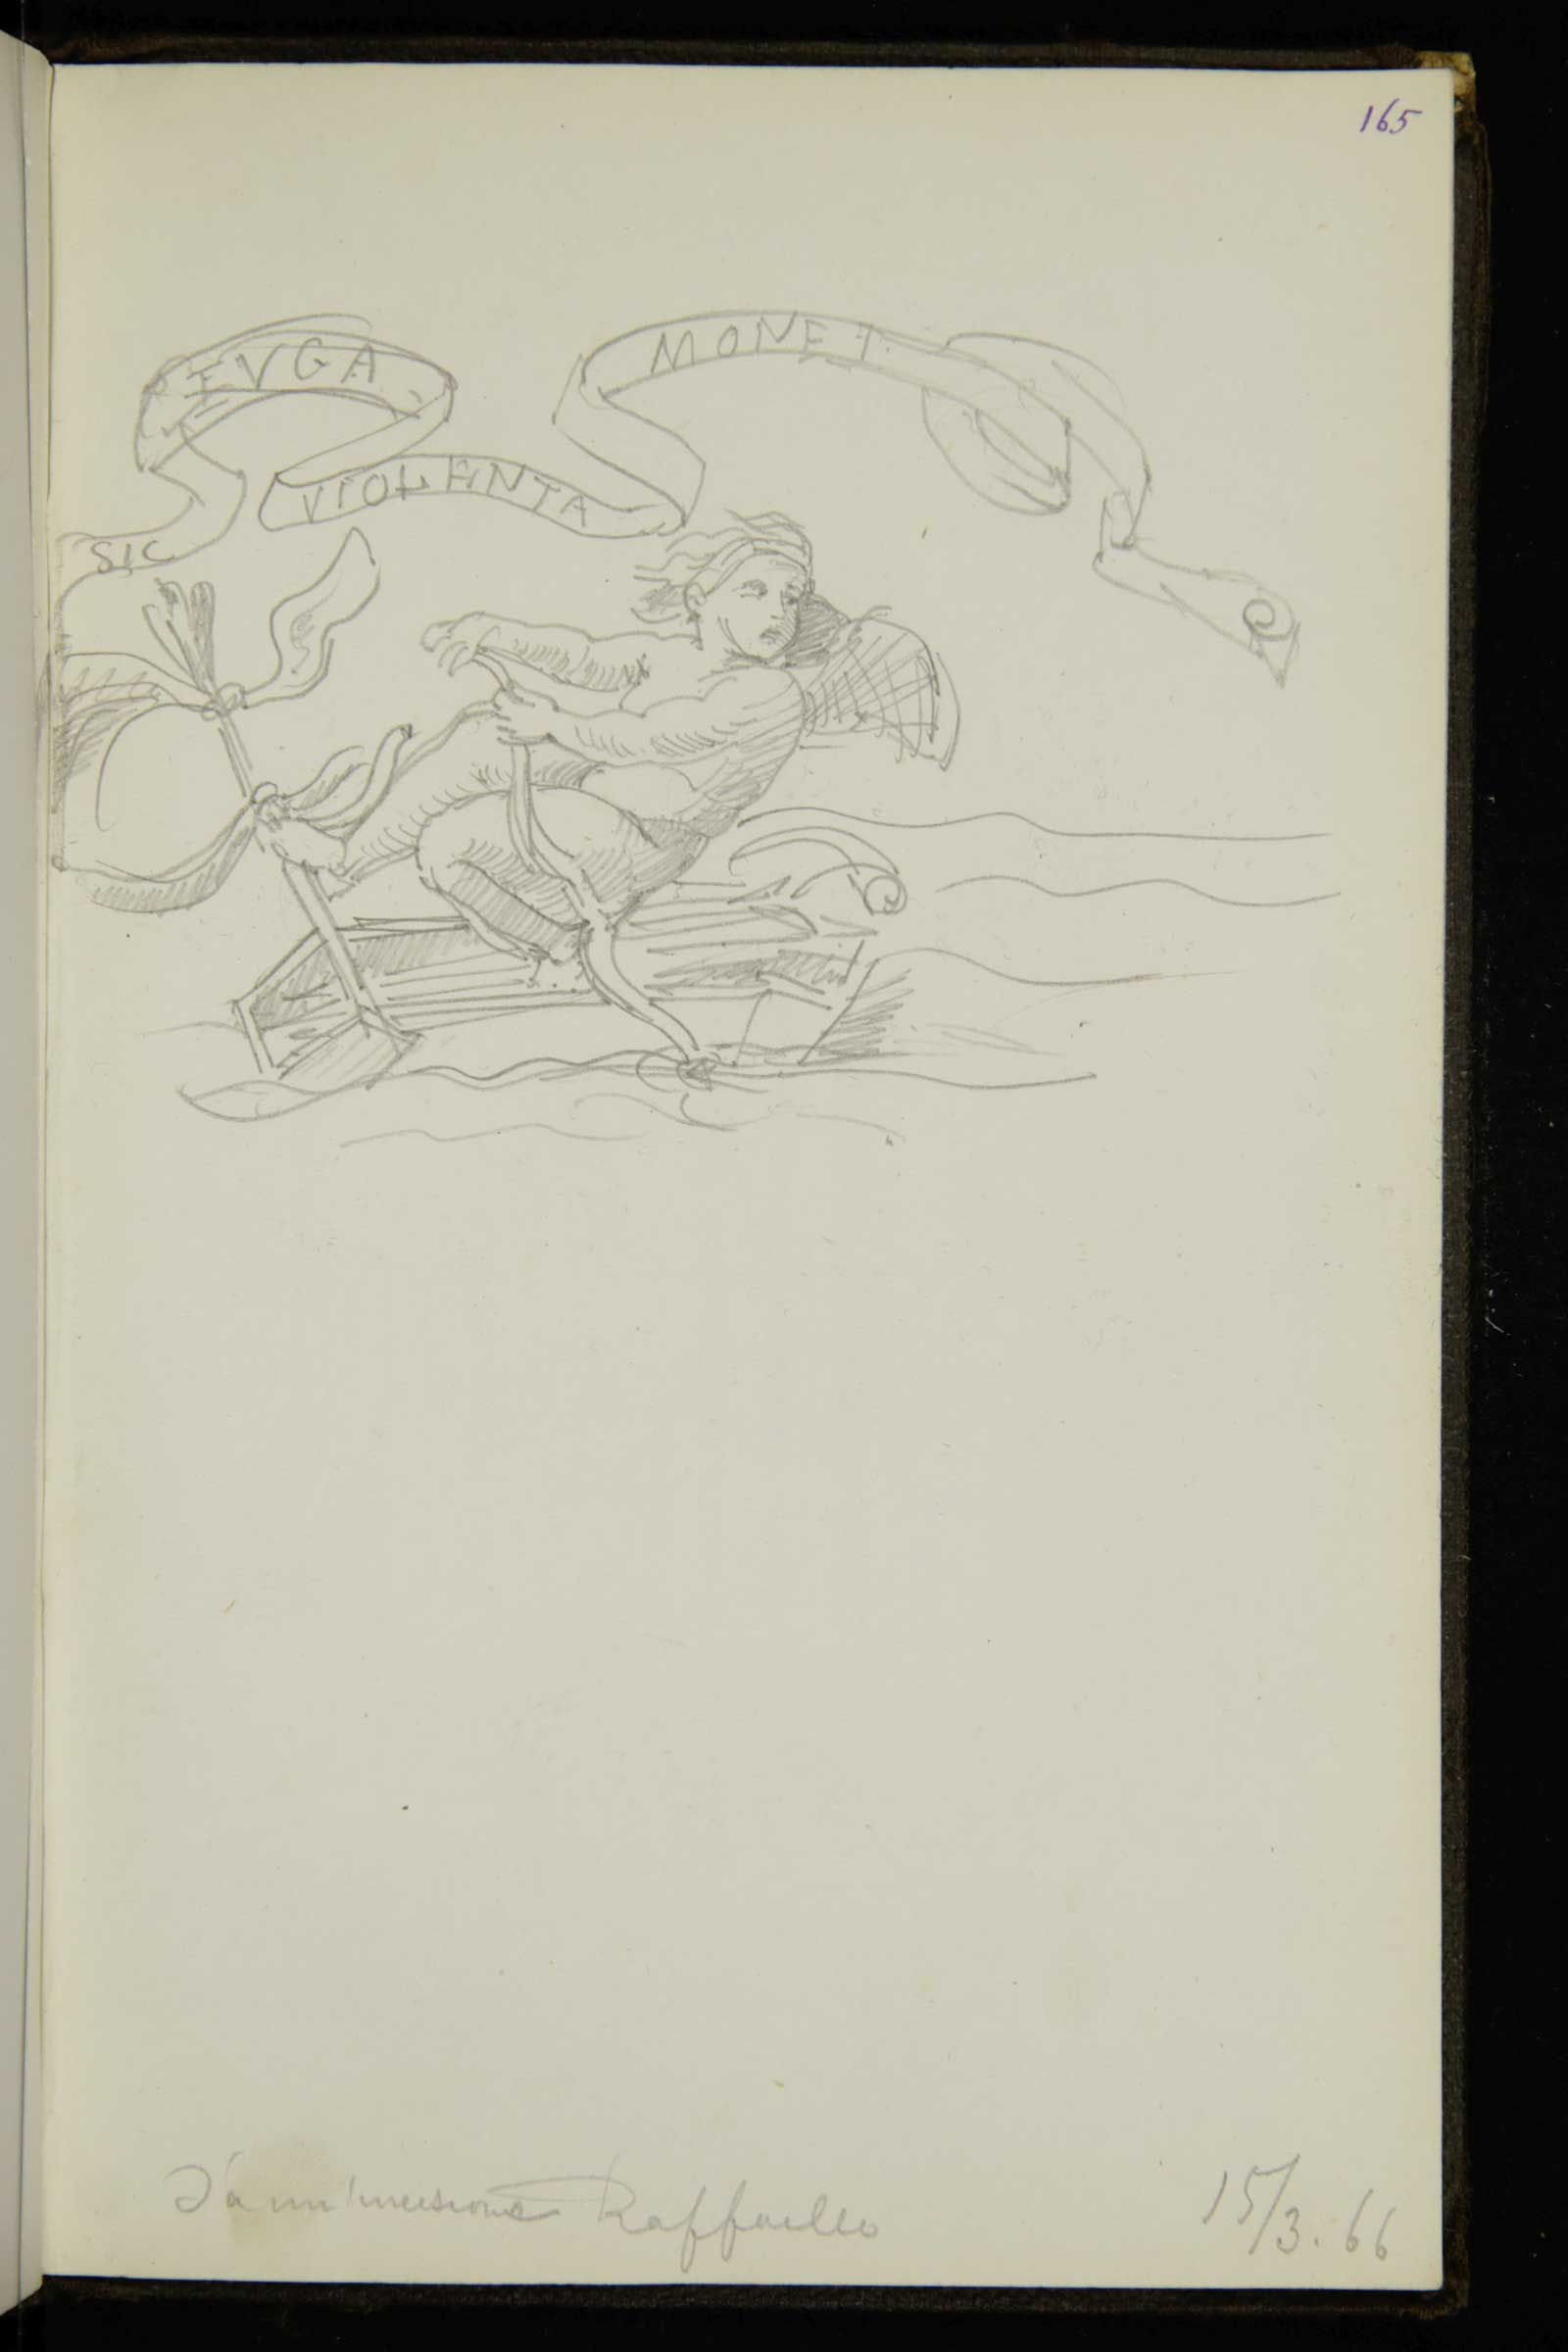 165
SIC
FVGA
VIOLENTA
MONET
Da un'incisione Raffaello
15/3.66